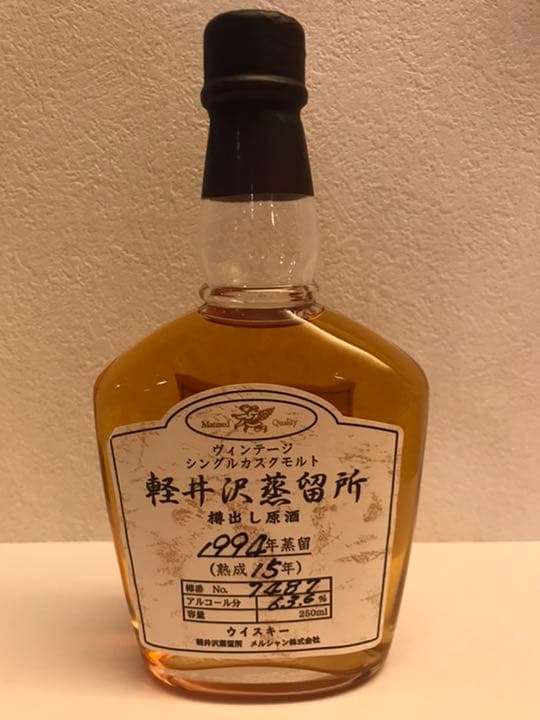 Matured Quality
ヴィンテージ
シングルカスクモルト
軽井沢蒸留所
樽出し原酒
1994年蒸留
(熟成15年)
樽番 No. 7487
アルコール分 63.6%
容量 250ml
ウイスキー
軽井沢蒸留所 メルシャン株式会社